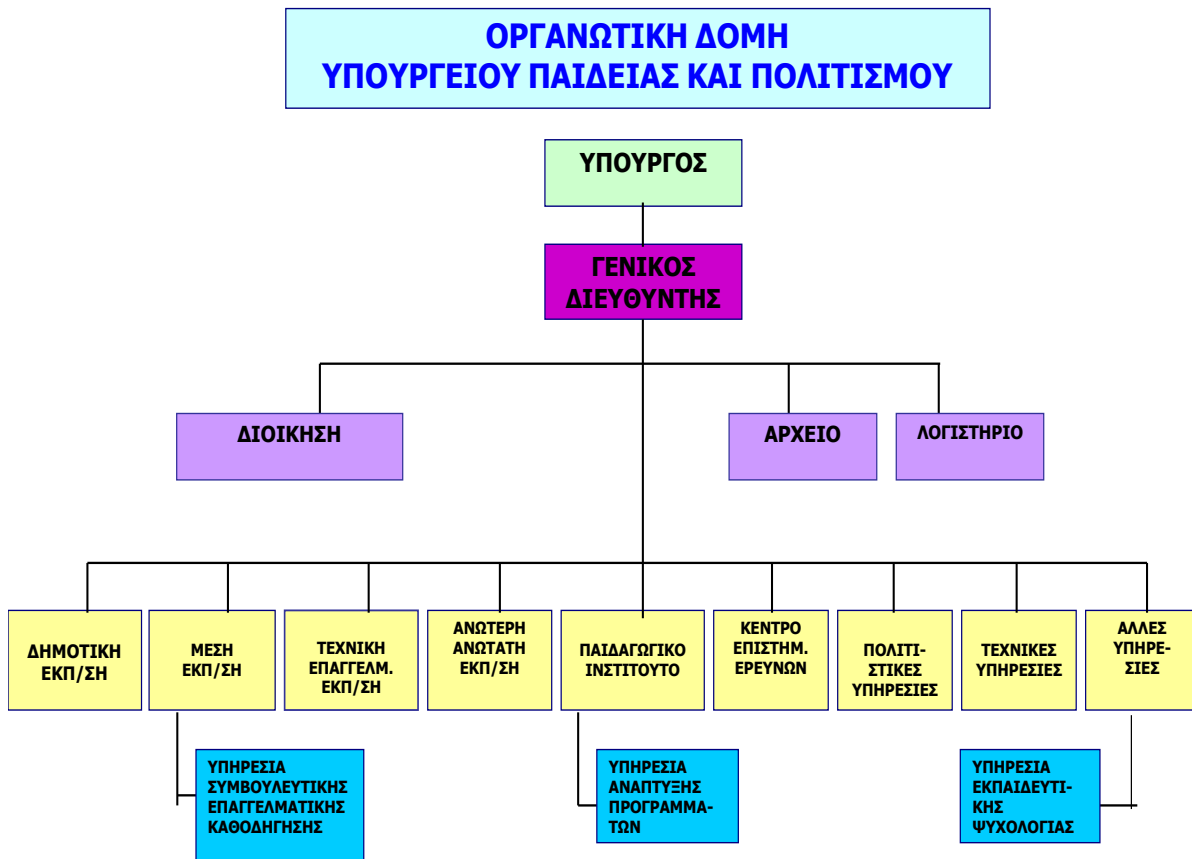 ΟΡΓΑΝΩΤΙΚΗ ΔΟΜΗ
ΥΠΟΥΡΓΕΙΟΥ ΠΑΙΔΕΙΑΣ ΚΑΙ ΠΟΛΙΤΙΣΜΟΥ
ΥΠΟΥΡΓΟΣ
ΓΕΝΙΚΟΣ
ΔΙΕΥΘΥΝΤΗΣ
ΔΙΟΙΚΗΣΗ
ΑΡΧΕΙΟ
ΛΟΓΙΣΤΗΡΙΟ
ΔΗΜΟΤΙΚΗ
ΕΚΠ/ΣΗ
ΜΕΣΗ
ΕΚΠ/ΣΗ
ΤΕΧΝΙΚΗ
ΕΠΑΓΓΕΛΜ.
ΕΚΠ/ΣΗ
ΑΝΩΤΕΡΗ
ΑΝΩΤΑΤΗ
ΕΚΠ/ΣΗ
ΠΑΙΔΑΓΩΓΙΚΟ
ΙΝΣΤΙΤΟΥΤΟ
ΚΕΝΤΡΟ
ΕΠΙΣΤΗΜ.
ΕΡΕΥΝΩΝ
ΠΟΛΙΤΙ-
ΣΤΙΚΕΣ
ΥΠΗΡΕΣΙΕΣ
ΤΕΧΝΙΚΕΣ
ΥΠΗΡΕΣΙΕΣ
ΑΛΛΕΣ
ΥΠΗΡΕ-
ΣΙΕΣ
ΥΠΗΡΕΣΙΑ
ΣΥΜΒΟΥΛΕΥΤΙΚΗΣ
ΕΠΑΓΓΕΛΜΑΤΙΚΗΣ
ΚΑΘΟΔΗΓΗΣΗΣ
ΥΠΗΡΕΣΙΑ
ΑΝΑΠΤΥΞΗΣ
ΠΡΟΓΡΑΜΜΑ-
ΤΩΝ
ΥΠΗΡΕΣΙΑ
ΕΚΠΑΙΔΕΥΤΙ-
ΚΗΣ
ΨΥΧΟΛΟΓΙΑΣ